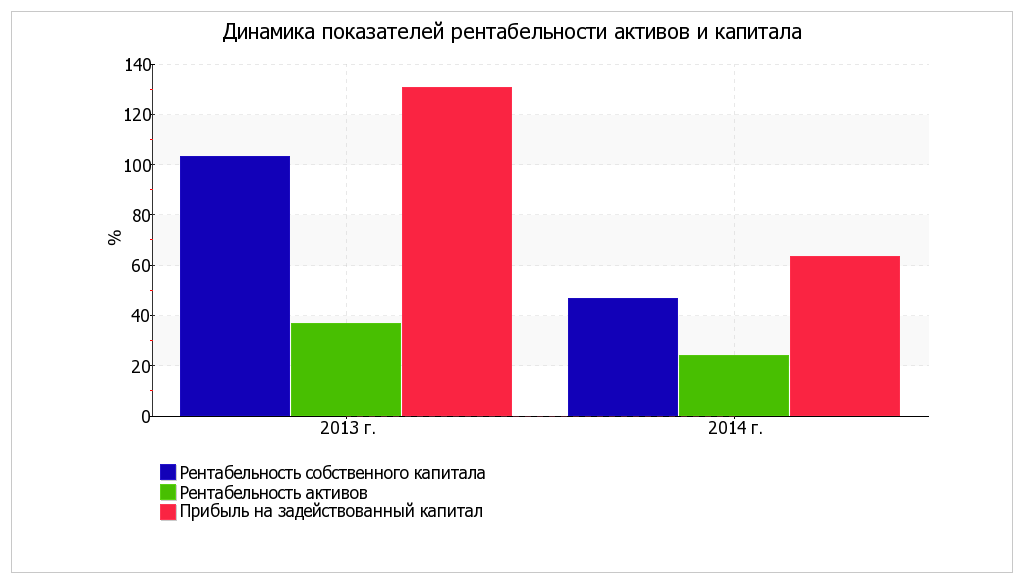 Динамика показателей рентабельности активов и капитала
140
120
100
80
60
40
20
0
%
2013 г.
2014 г.
Рентабельность собственного капитала
Рентабельность активов
Прибыль на задействованный капитал